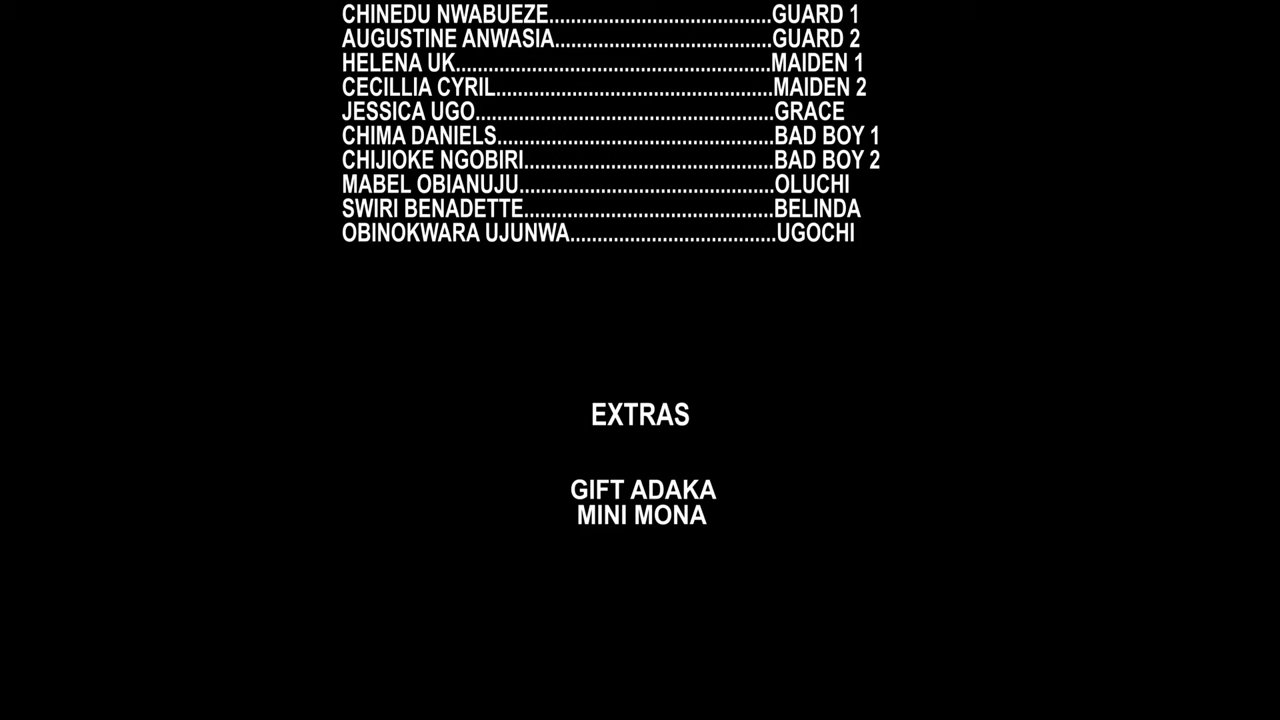 CHINEDU NWABUEZE..........................................GUARD 1
AUGUSTINE ANWASIA.........................................GUARD 2
HELENA UK............................................................MAIDEN 1
CECILLIA CYRIL....................................................MAIDEN 2
JESSICA UGO........................................................GRACE
CHIMA DANIELS....................................................BAD BOY 1
CHIJIOKE NGOBIRI...............................................BAD BOY 2
MABEL OBIANUJU................................................OLUCHI
SWIRI BENADETTE...............................................BELINDA
OBINOKWARA UJUNWA.......................................UGOCHI
EXTRAS
GIFT ADAKA
MINI MONA